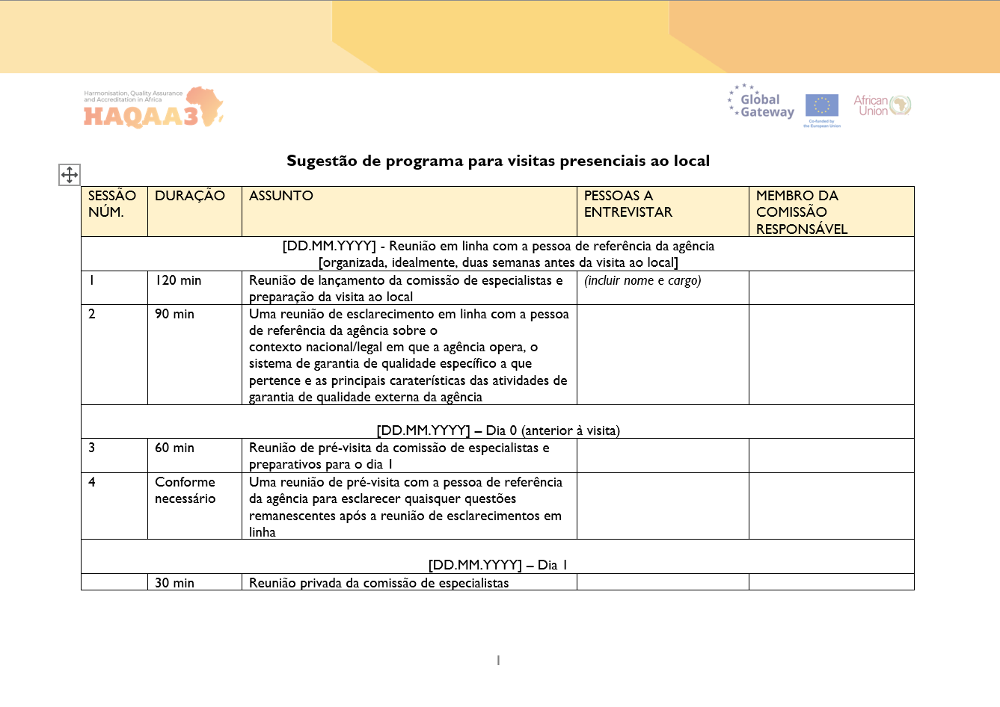 Harmonisation, Quality Assurance
and Accreditation in Africa
HAQAA3
Global
Gateway
Co-funded by
the European Union
African
Union
Sugestão de programa para visitas presenciais ao local
SESSÃO
NÚM.
DURAÇÃO
ASSUNTO
PESSOAS A
ENTREVISTAR
MEMBRO DA
COMISSÃO
RESPONSÁVEL
[DD.MM.YYYY] - Reunião em linha com a pessoa de referência da agência
[organizada, idealmente, duas semanas antes da visita ao local]
1
120 min
Reunião de lançamento da comissão de especialistas e
preparação da visita ao local
(incluir nome e cargo)
2
90 min
Uma reunião de esclarecimento em linha com a pessoa
de referência da agência sobre o
contexto nacional/legal em que a agência opera, o
sistema de garantia de qualidade específico a que
pertence e as principais caraterísticas das atividades de
garantia de qualidade externa da agência
[DD.MM.YYYY] – Dia 0 (anterior à visita)
3
60 min
Reunião de pré-visita da comissão de especialistas e
preparativos para o dia 1
4
Conforme
necessário
Uma reunião de pré-visita com a pessoa de referência
da agência para esclarecer quaisquer questões
remanescentes após a reunião de esclarecimentos em
linha
[DD.MM.YYYY] – Dia 1
30 min
Reunião privada da comissão de especialistas
1